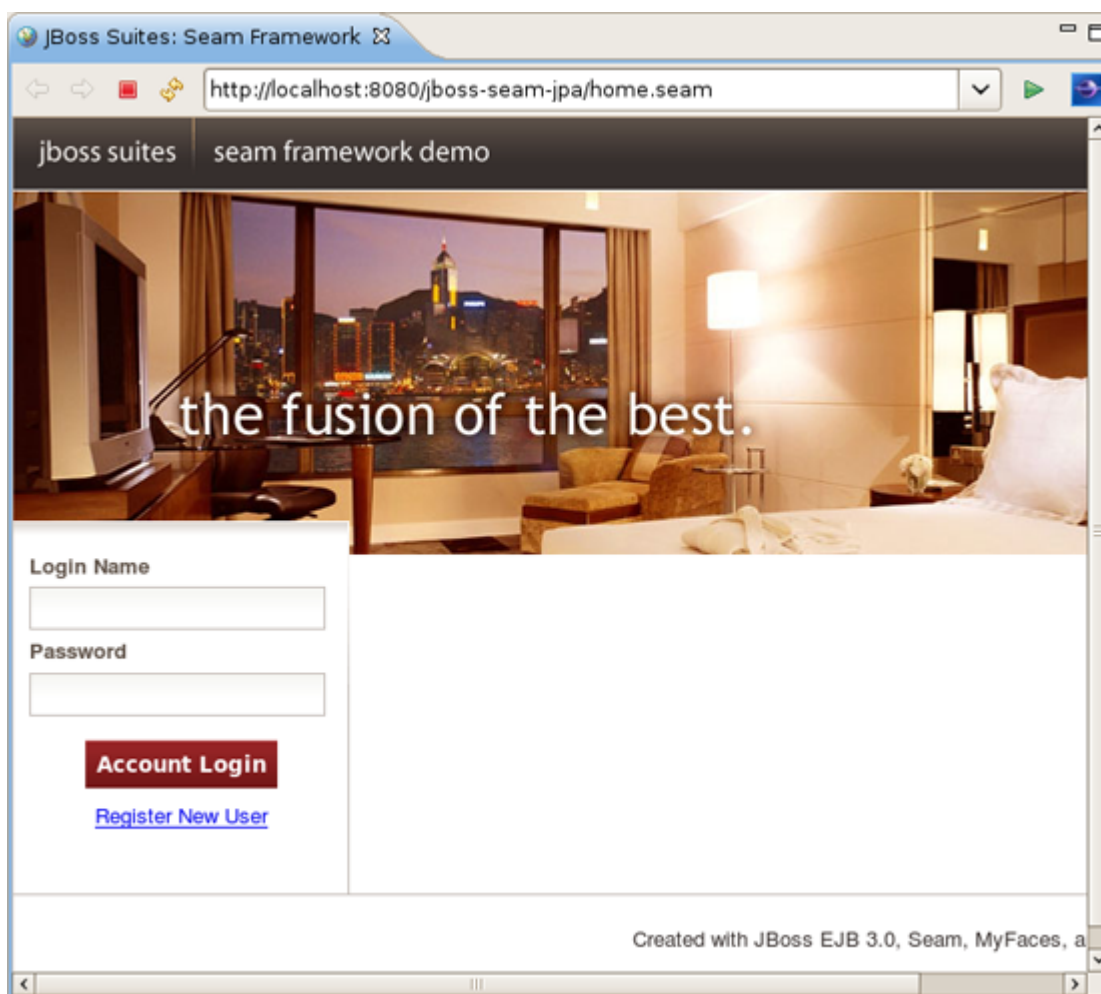 JBoss Suites: Seam Framework
http://localhost:8080/jboss-seam-jpa/home.seam
jboss suites seam framework demo
the fusion of the best.
Login Name
Password
Account Login
Register New User
Created with JBoss EJB 3.0, Seam, MyFaces, a